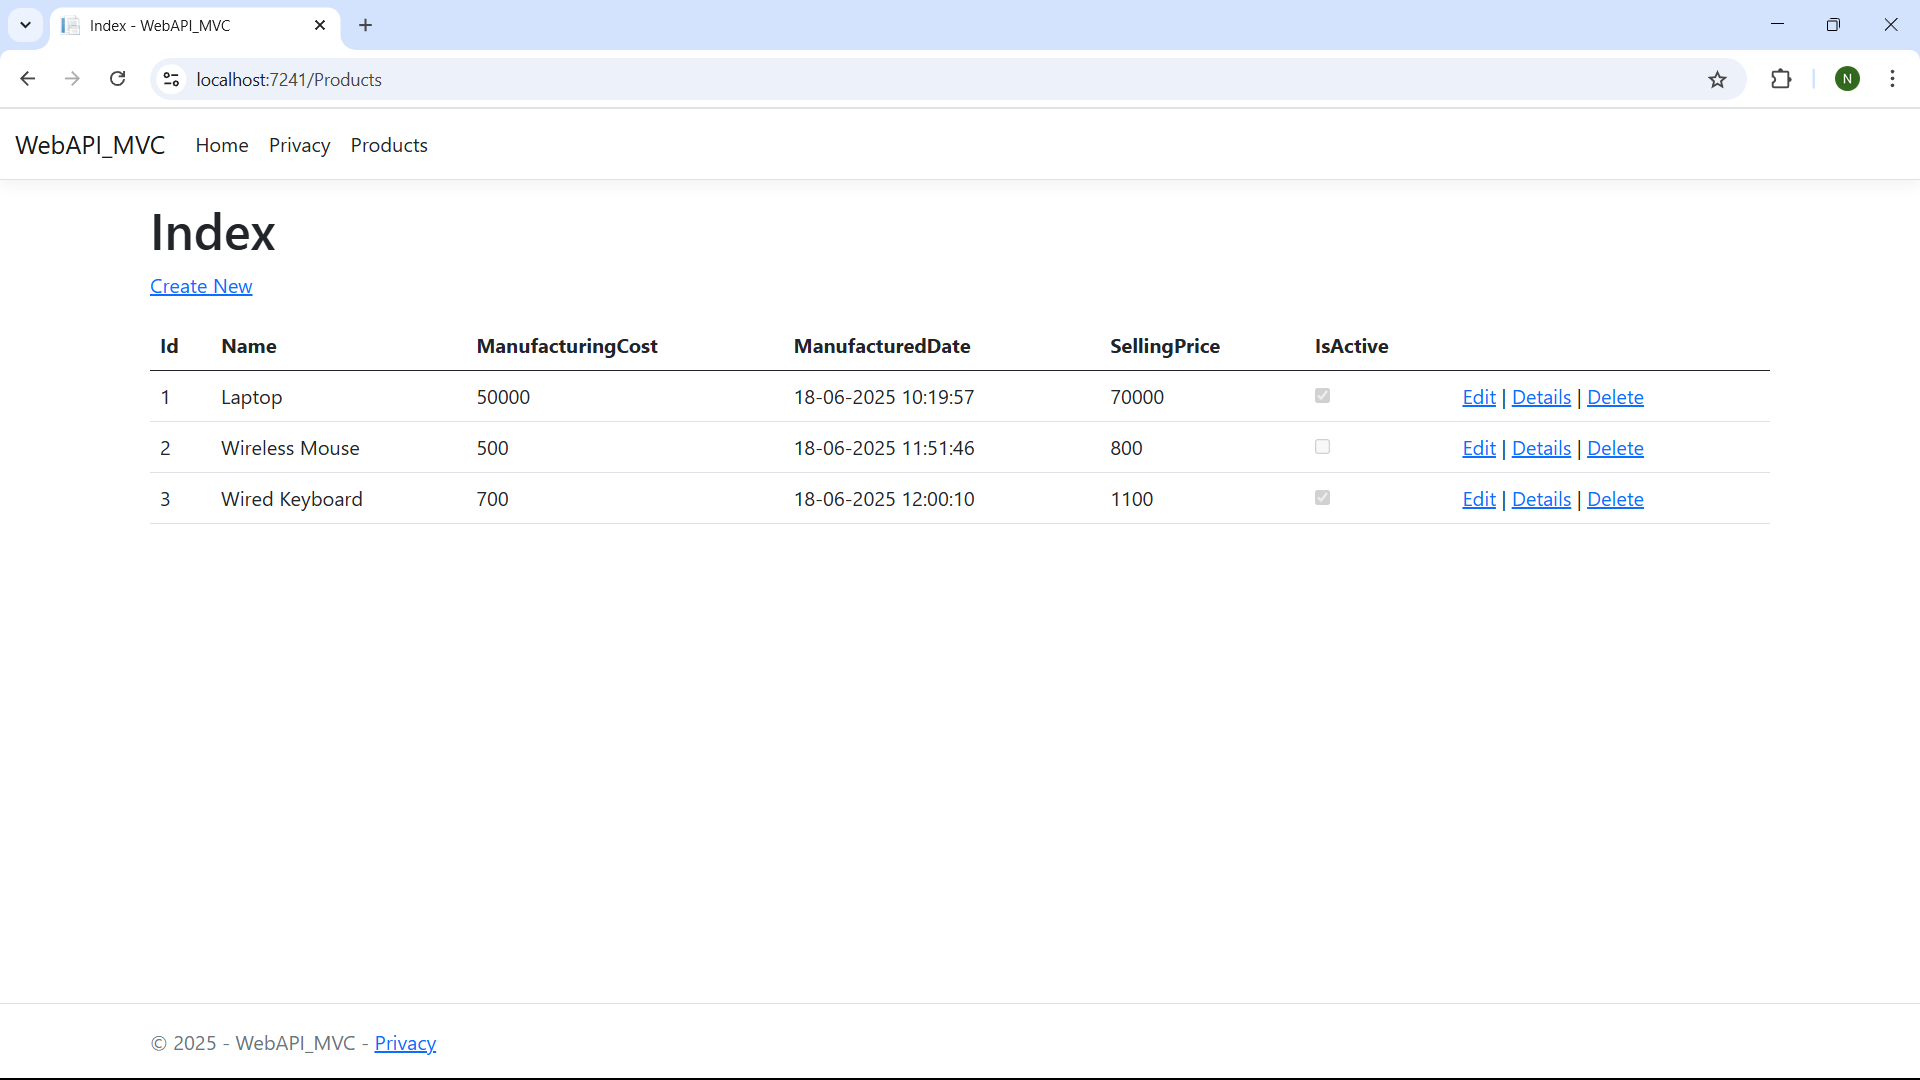 Index - WebAPI_MVC
localhost:7241/Products
N
WebAPI_MVC Home Privacy Products
Index
Create New
Id Name ManufacturingCost ManufacturedDate SellingPrice IsActive
1 Laptop 50000 18-06-2025 10:19:57 70000 Edit | Details | Delete
2 Wireless Mouse 500 18-06-2025 11:51:46 800 Edit | Details | Delete
3 Wired Keyboard 700 18-06-2025 12:00:10 1100 Edit | Details | Delete
© 2025 - WebAPI_MVC - Privacy